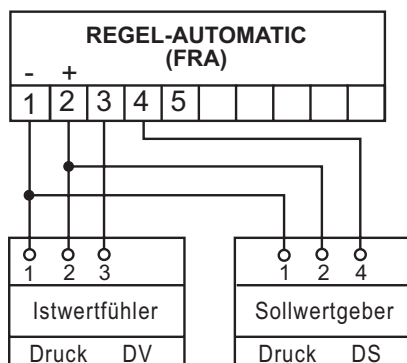 REGEL-AUTOMATIC
(FRA)
- +
1 2 3 4 5
1 2 3
1 2 4
Istwertfühler
Sollwertgeber
Druck DV
Druck DS